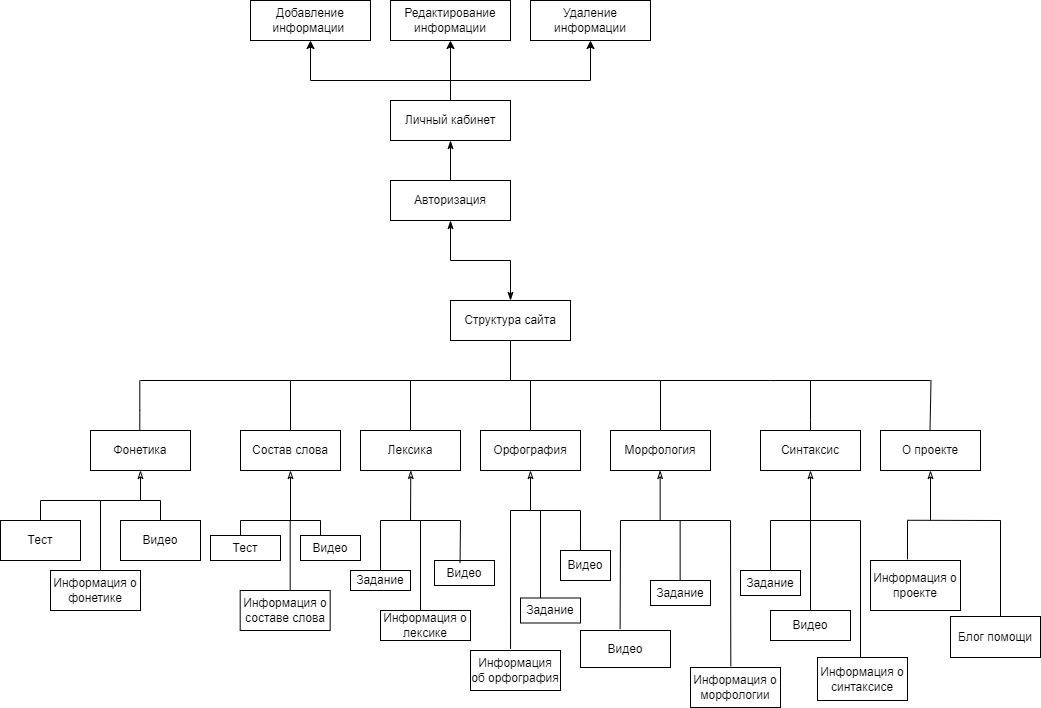 Добавление
информации
Редактирование
информации
Удаление
информации
Личный кабинет
Авторизация
Структура сайта
Фонетика
Состав слова
Лексика
Орфография
Морфология
Синтаксис
О проекте
Тест
Видео
Информация о
фонетике
Тест
Видео
Информация о
составе слова
Задание
Видео
Информация о
лексике
Видео
Задание
Информация
об орфография
Задание
Видео
Информация о
морфологии
Задание
Видео
Информация о
синтаксисе
Информация о
проекте
Блог помощи